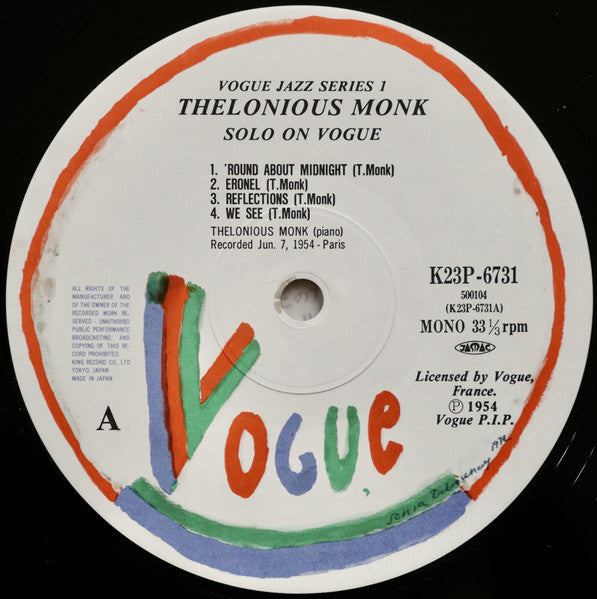 VOGUE JAZZ SERIES 1
THELONIOUS MONK
SOLO ON VOGUE
1. 'ROUND ABOUT MIDNIGHT (T.Monk)
2. ERONEL (T.Monk)
3. REFLECTIONS (T.Monk)
4. WE SEE (T.Monk)
THELONIOUS MONK (piano)
Recorded Jun. 7, 1954 - Paris
ALL RIGHTS OF THE
MANUFACTURER AND
OF THE OWNER OF THE
RECORDED WORK RE-
SERVED-UNAUTHORISED
PUBLIC PERFORMANCE
BROADCASTING AND
COPYING OF THIS RE-
CORD PROHIBITED.
KING RECORD CO., LTD
TOKYO, JAPAN
MADE IN JAPAN
A
K23P-6731
500104
(K23P-6731A)
MONO 33 1/3 rpm
JASRAC
Licensed by Vogue,
France.
Ⓟ 1954
Vogue P.I.P.
VOGUE
Sonia Delaunay